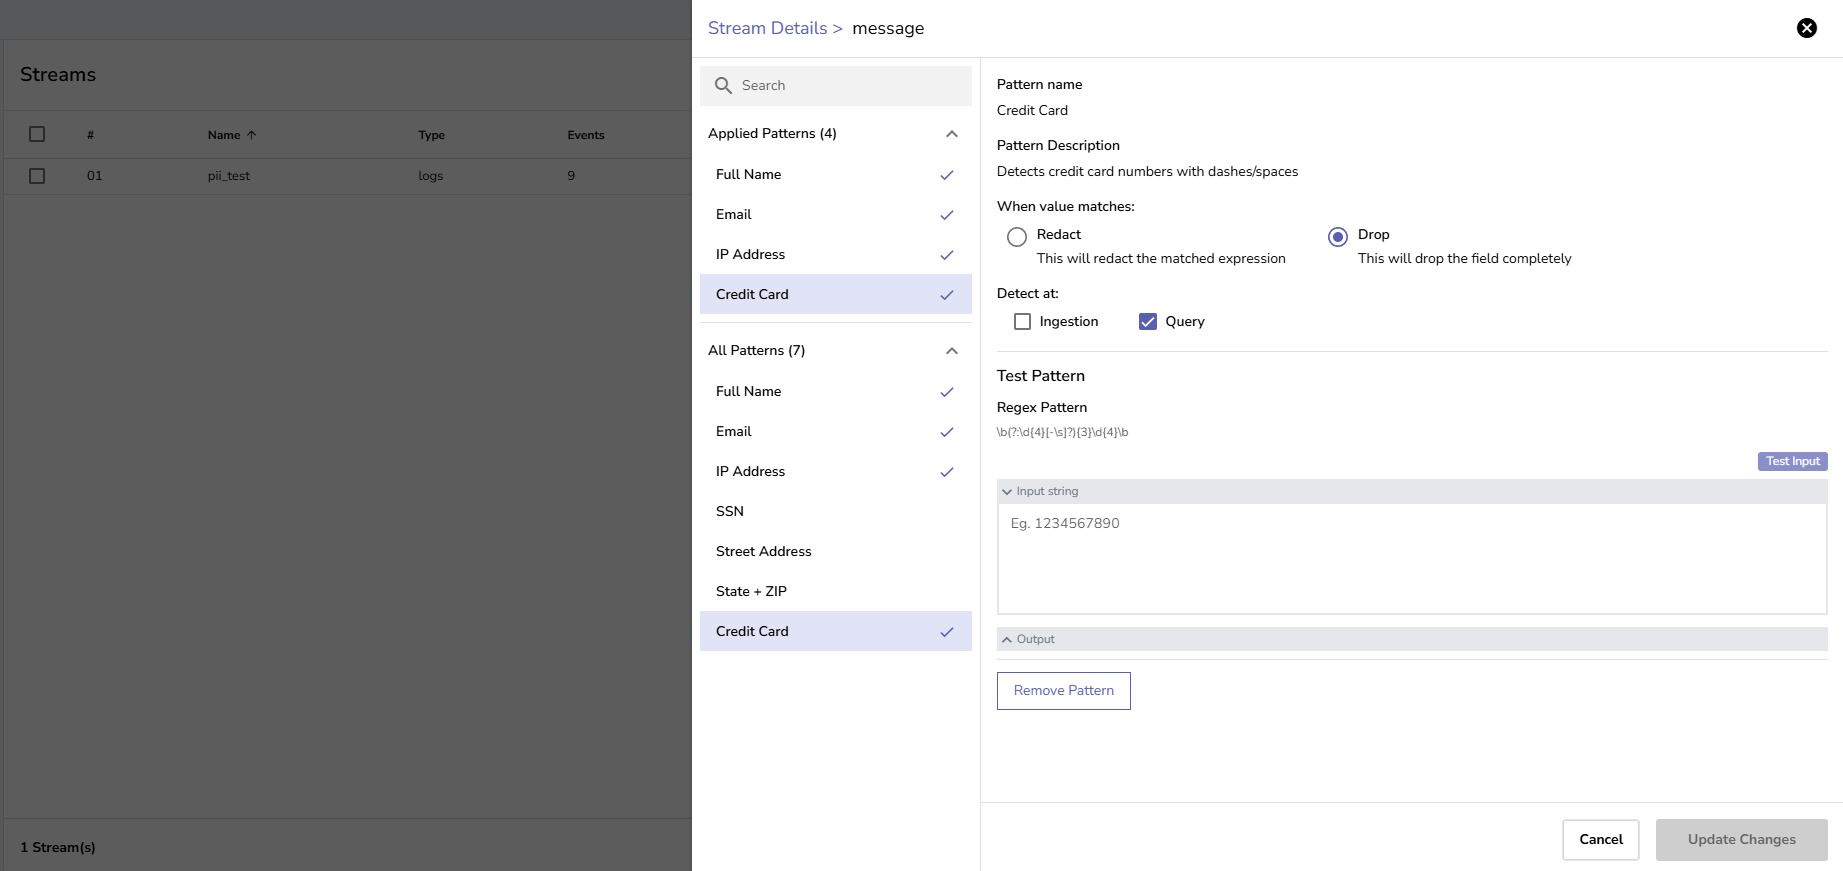 Streams
# Name Type Events
01 pii_test logs 9
1 Stream(s)
Stream Details > message
Search
Applied Patterns (4)
Full Name
Email
IP Address
Credit Card
All Patterns (7)
Full Name
Email
IP Address
SSN
Street Address
State + ZIP
Credit Card
Pattern name
Credit Card
Pattern Description
Detects credit card numbers with dashes/spaces
When value matches:
Redact
This will redact the matched expression
Drop
This will drop the field completely
Detect at:
Ingestion Query
Test Pattern
Regex Pattern
\b(?:\d{4}[-\s]?){3}\d{4}\b
Test Input
Input string
Eg. 1234567890
Output
Remove Pattern
Cancel Update Changes